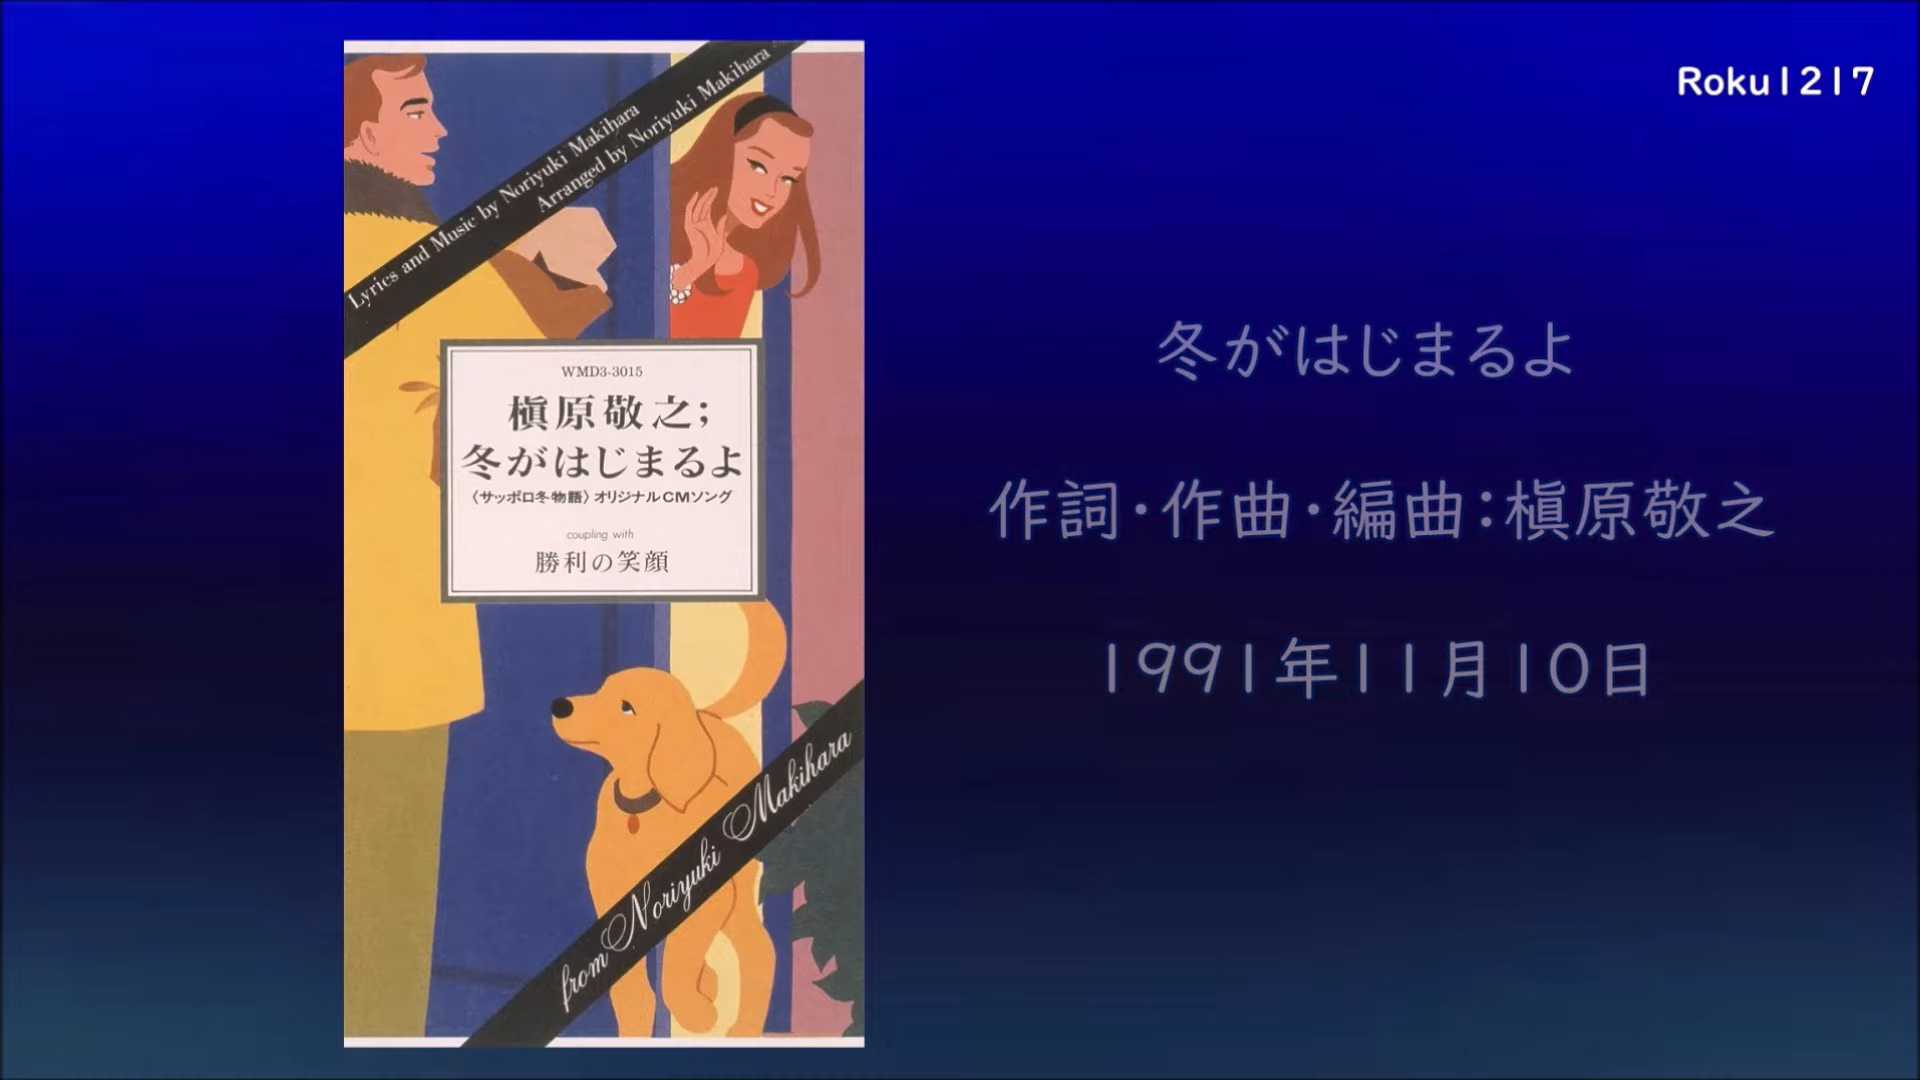 Roku1217
Lyrics and Music by Noriyuki Makihara
Arranged by Noriyuki Makihara
WMD3-3015
槇原敬之;
冬がはじまるよ
〈サッポロ冬物語〉オリジナルCMソング
coupling with
勝利の笑顔
from Noriyuki Makihara
冬がはじまるよ
作詞・作曲・編曲:槇原敬之
1991年11月10日